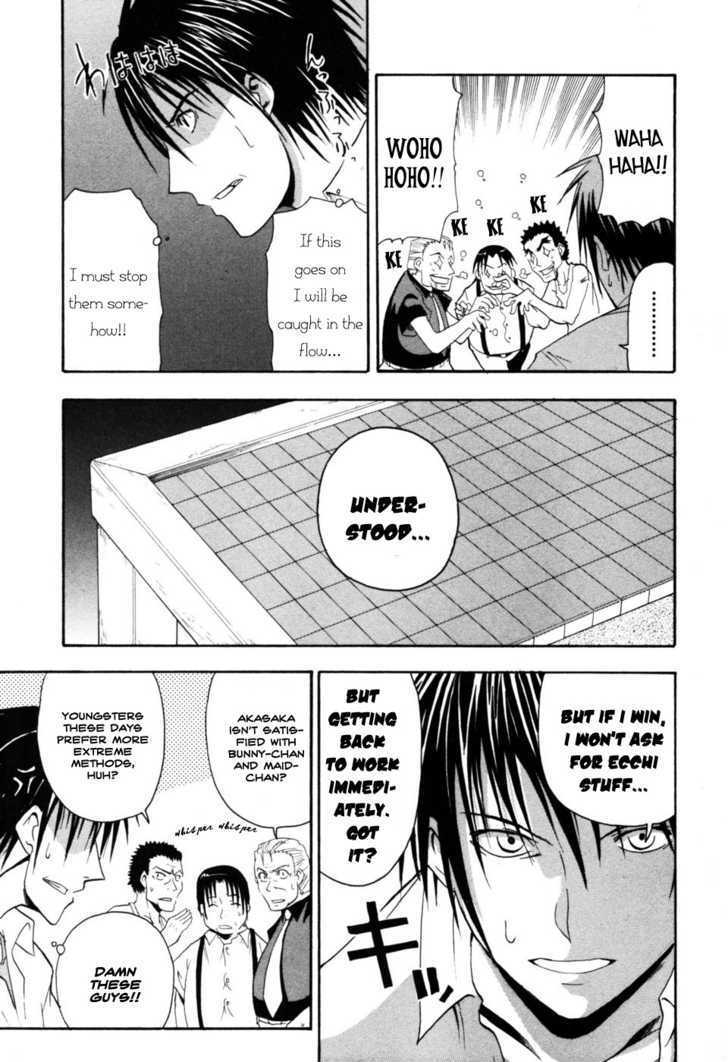 WAHA
HAHA!!
WOHO
HOHO!!
KE
KE
KE
KE
.........
わはははは
If this
goes on
I will be
caught in the
flow...
I must stop
them some-
how!!
UNDER-
STOOD...
BUT IF I WIN,
I WON'T ASK
FOR ECCHI
STUFF...
BUT
GETTING
BACK
TO WORK
IMMEDI-
ATELY.
GOT
IT?
キッ
AKASAKA
ISN'T SATIS-
FIED WITH
BUNNY-CHAN
AND MAID-
CHAN?
YOUNGSTERS
THESE DAYS
PREFER MORE
EXTREME
METHODS,
HUH?
whisper whisper
DAMN
THESE
GUYS!!